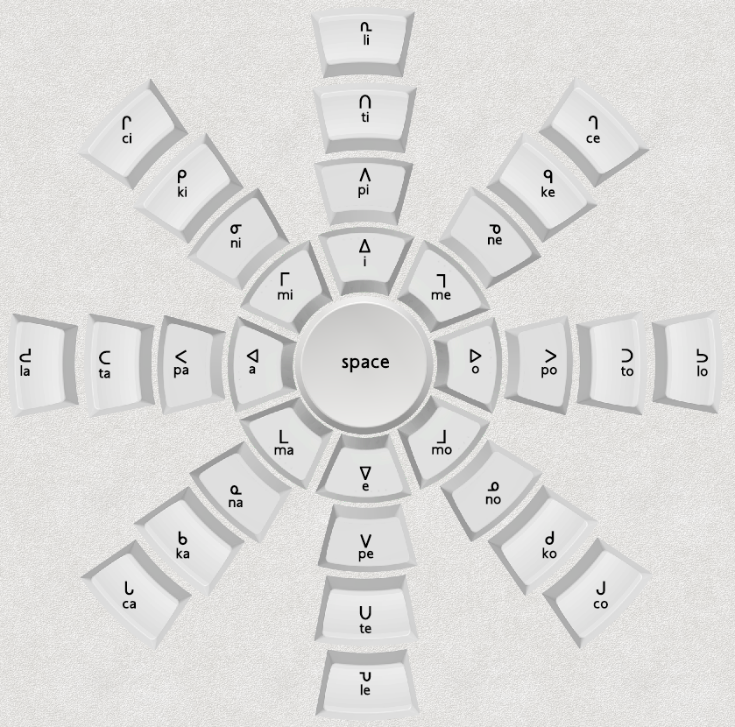 ᓕ
li
ᑎ
ti
ᒋ
ci
ᒉ
ce
ᐱ
pi
ᑭ
ki
ᑫ
ke
ᓂ
ni
ᐃ
i
ᓀ
ne
ᒥ
mi
ᒣ
me
ᓚ
la
ᑕ
ta
ᐸ
pa
ᐊ
a
space
ᐅ
o
ᐳ
po
ᑐ
to
ᓗ
lo
ᒪ
ma
ᒧ
mo
ᓇ
na
ᐁ
e
ᓄ
no
ᑲ
ka
ᐯ
pe
ᑯ
ko
ᒐ
ca
ᑌ
te
ᒍ
co
ᓓ
le